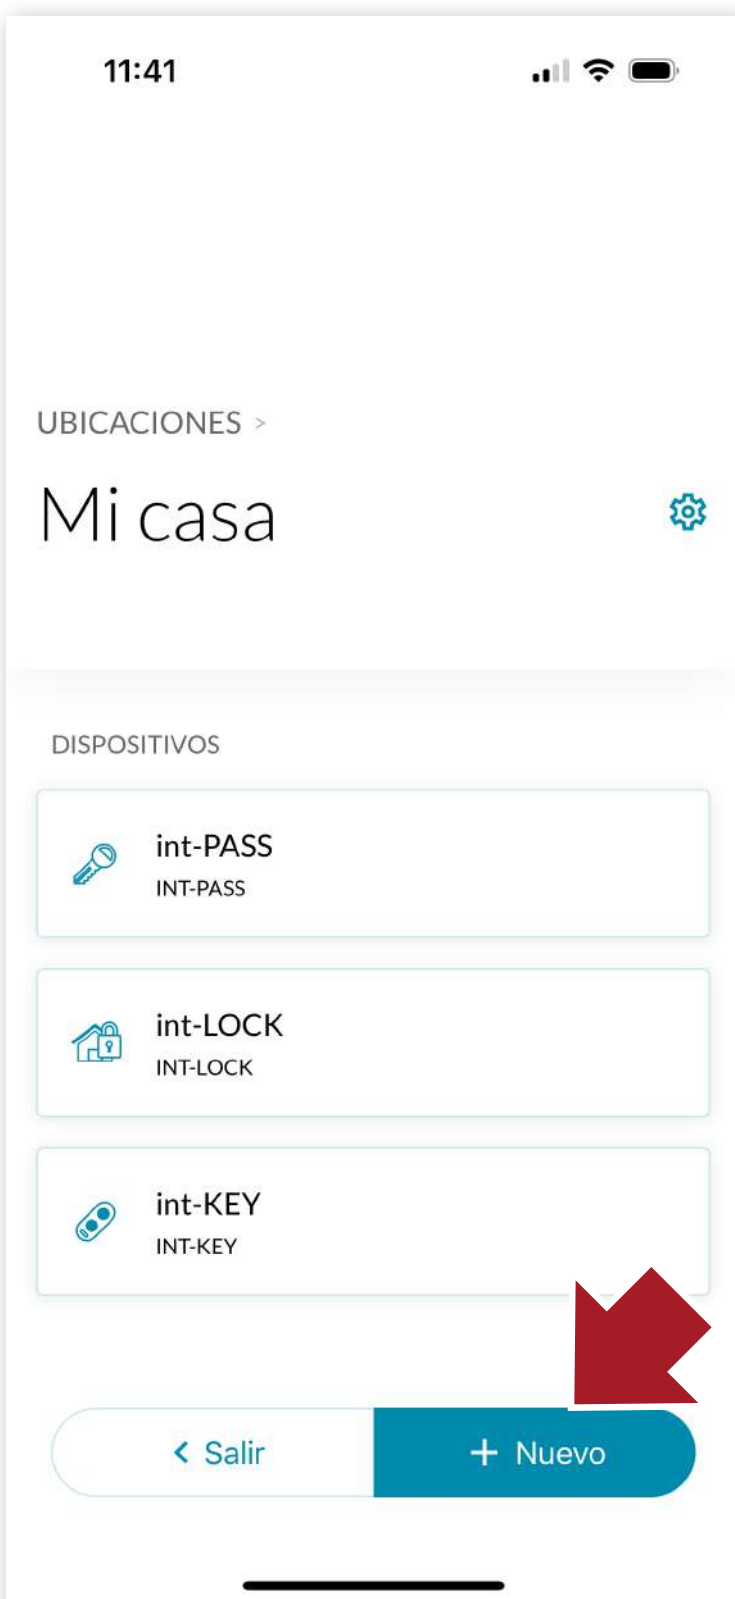 11:41
UBICACIONES >
Mi casa
DISPOSITIVOS
int-PASS
INT-PASS
int-LOCK
INT-LOCK
int-KEY
INT-KEY
< Salir
+ Nuevo